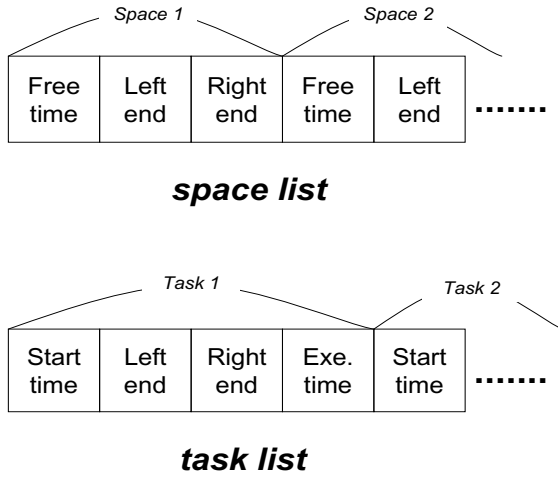 Space 1 Space 2
Free time Left end Right end Free time Left end .......
space list
Task 1 Task 2
Start time Left end Right end Exe. time Start time .......
task list